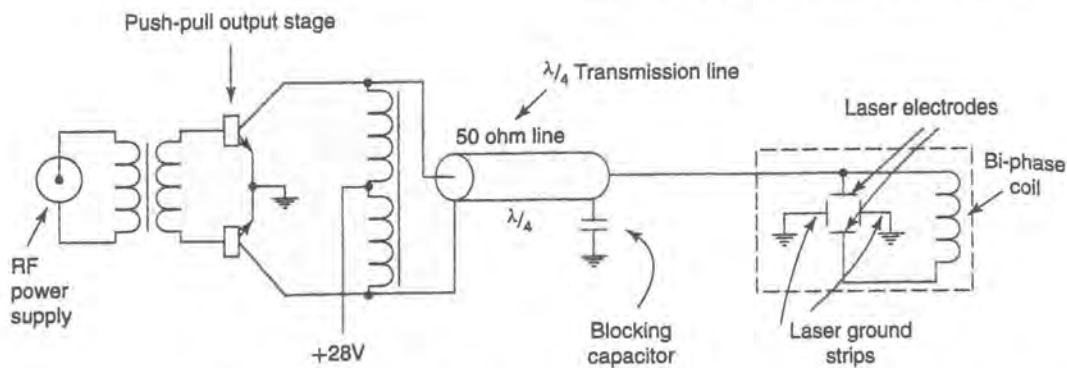 Push-pull output stage
λ/4 Transmission line
50 ohm line
Laser electrodes
Bi-phase
coil
λ/4
RF
power
supply
+28V
Blocking
capacitor
Laser ground
strips